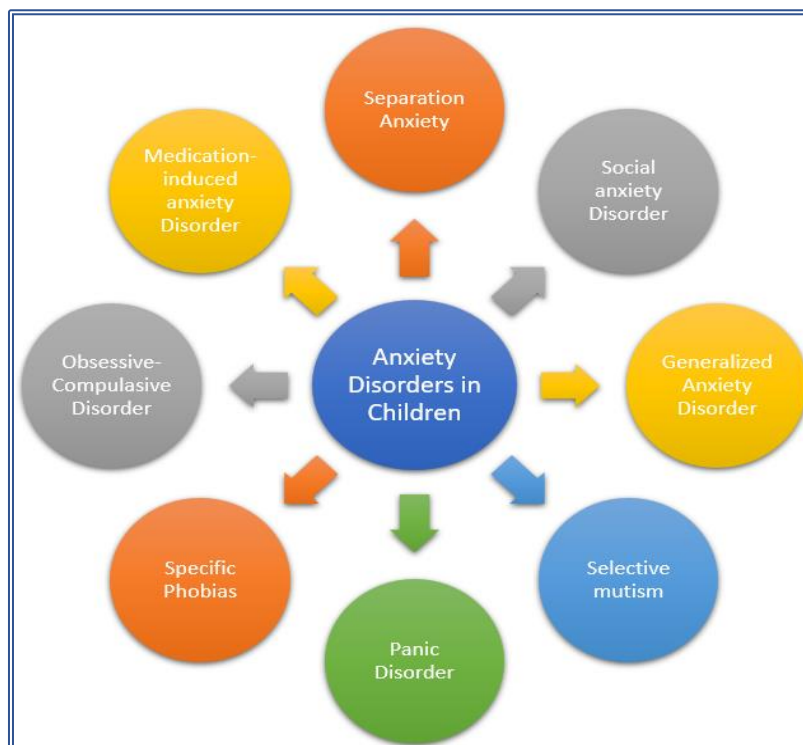 Separation
Anxiety
Social
anxiety
Disorder
Generalized
Anxiety
Disorder
Selective
mutism
Panic
Disorder
Specific
Phobias
Obsessive-
Compulasive
Disorder
Medication-
induced
anxiety
Disorder
Anxiety
Disorders in
Children